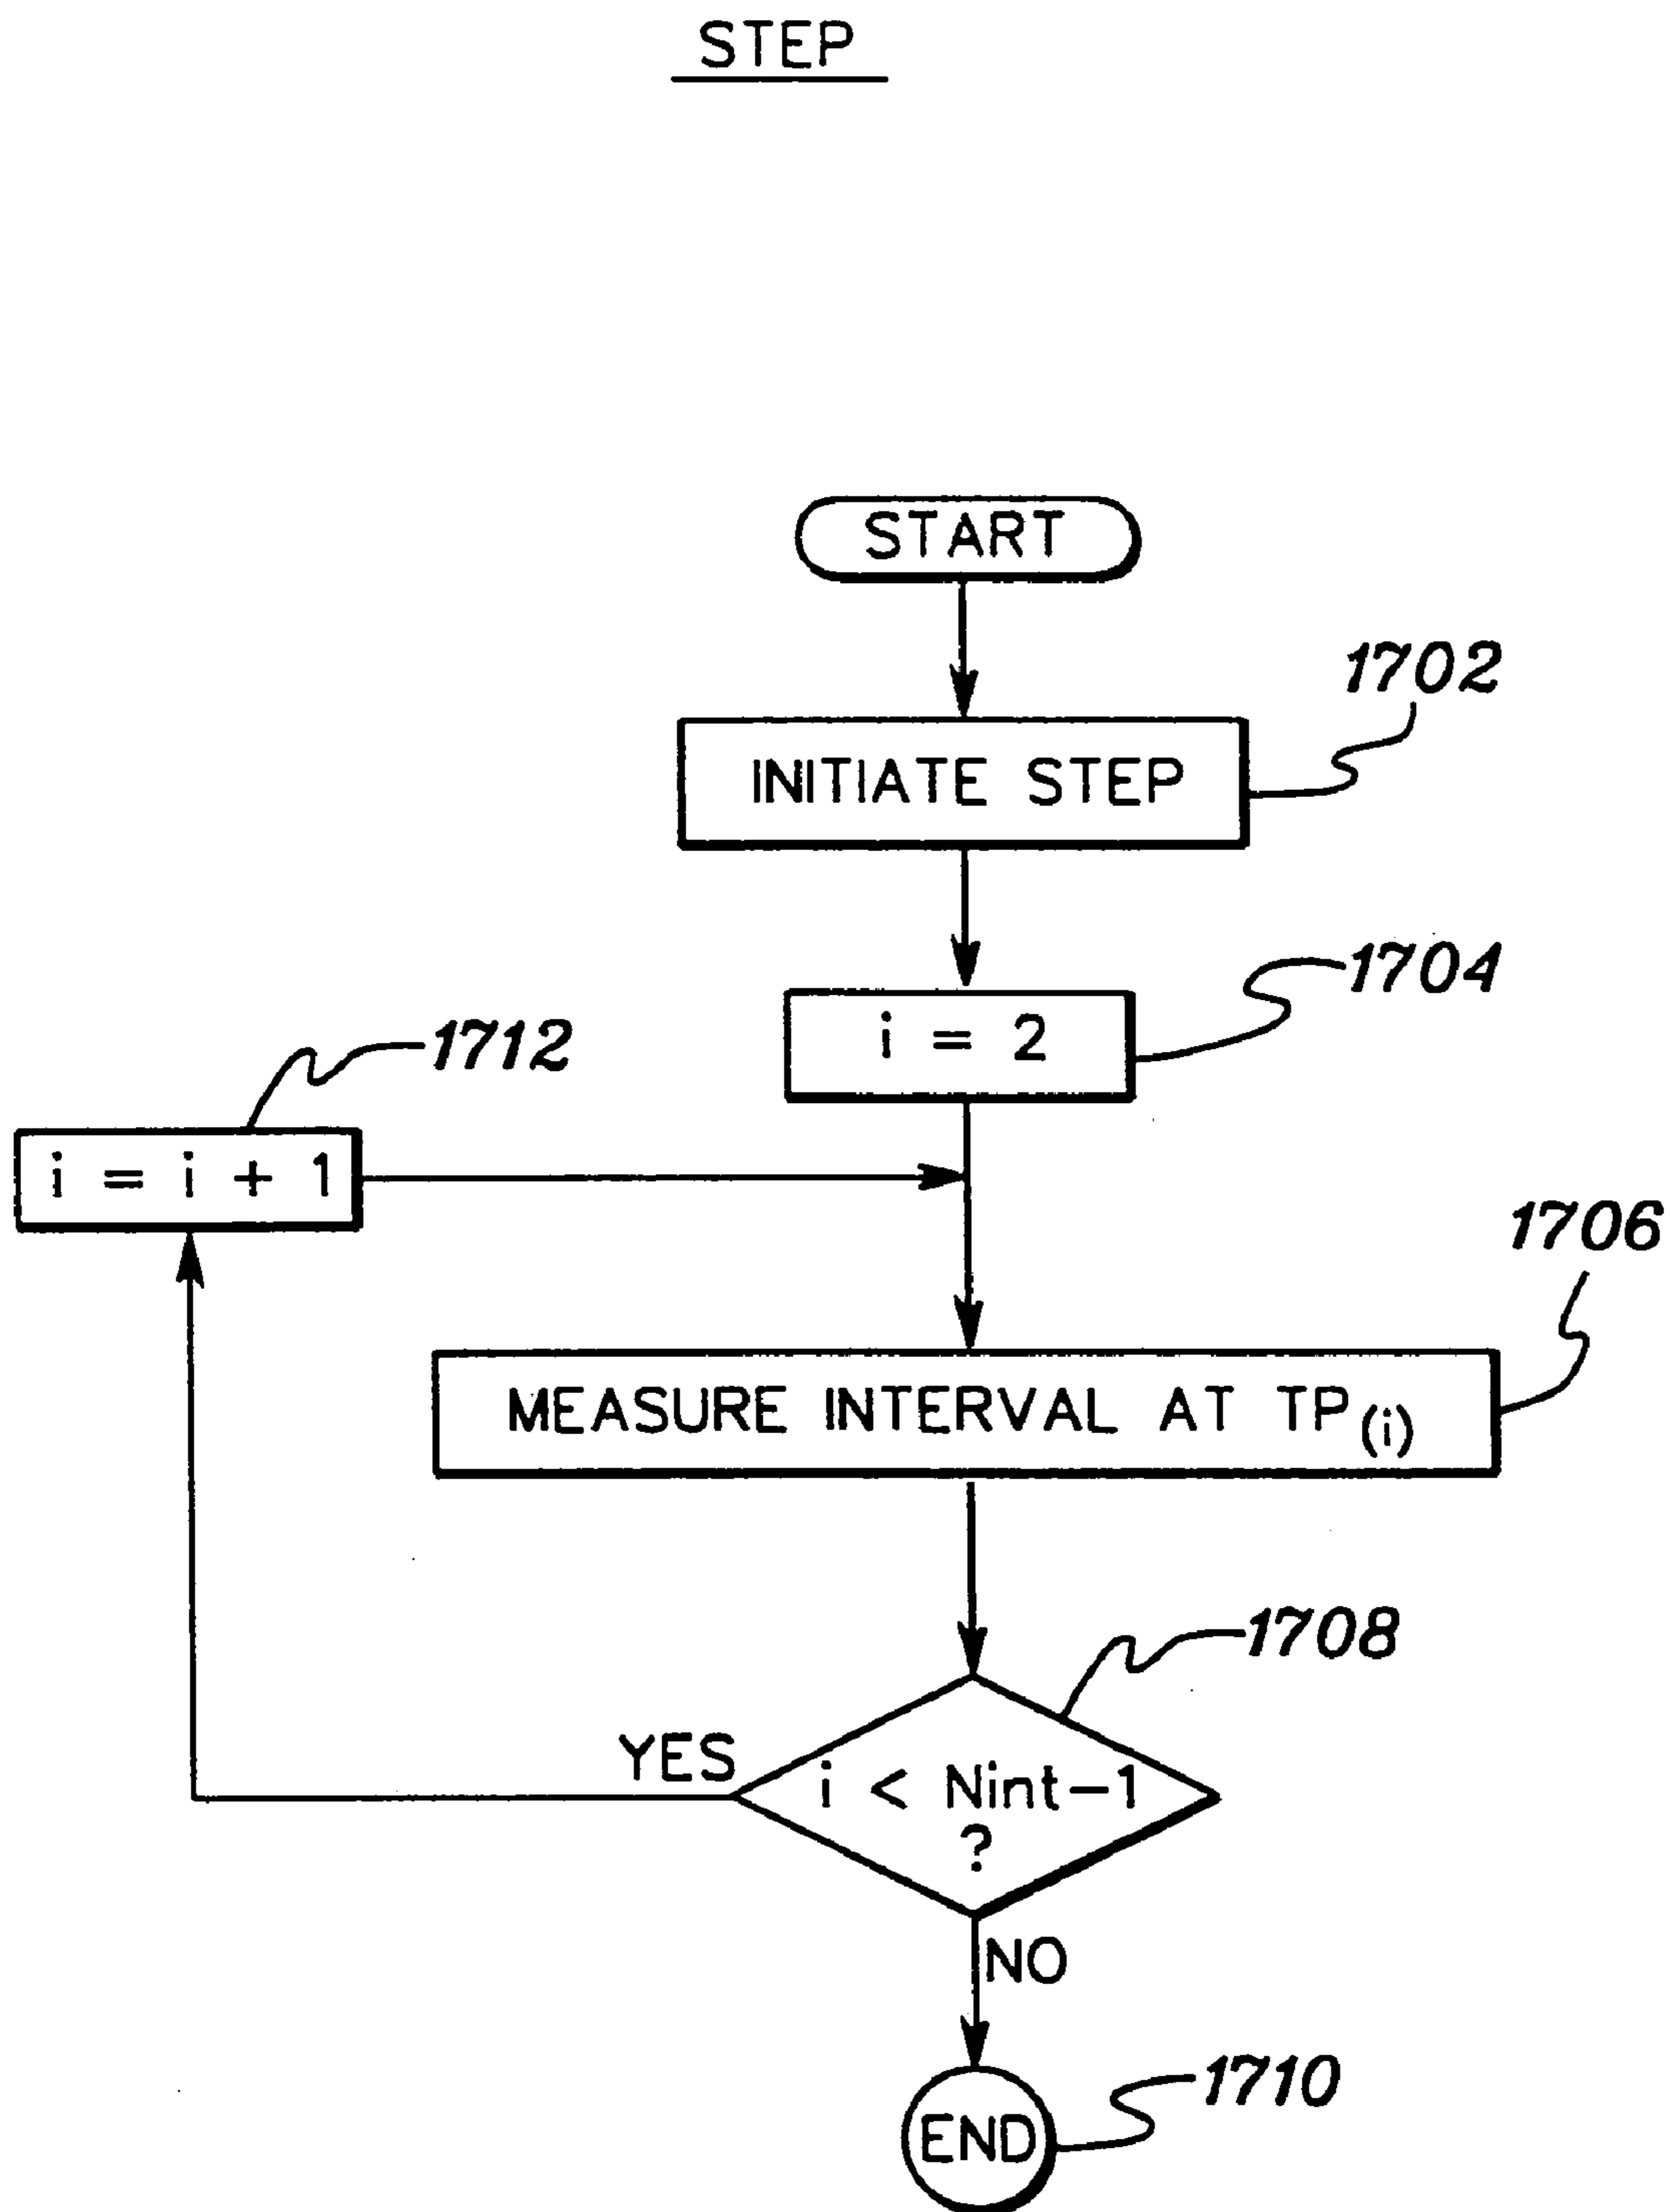 STEP
START
1702
INITIATE STEP
1704
i = 2
1712
i = i + 1
1706
MEASURE INTERVAL AT TP(i)
1708
YES
i < Nint-1
?
NO
1710
END